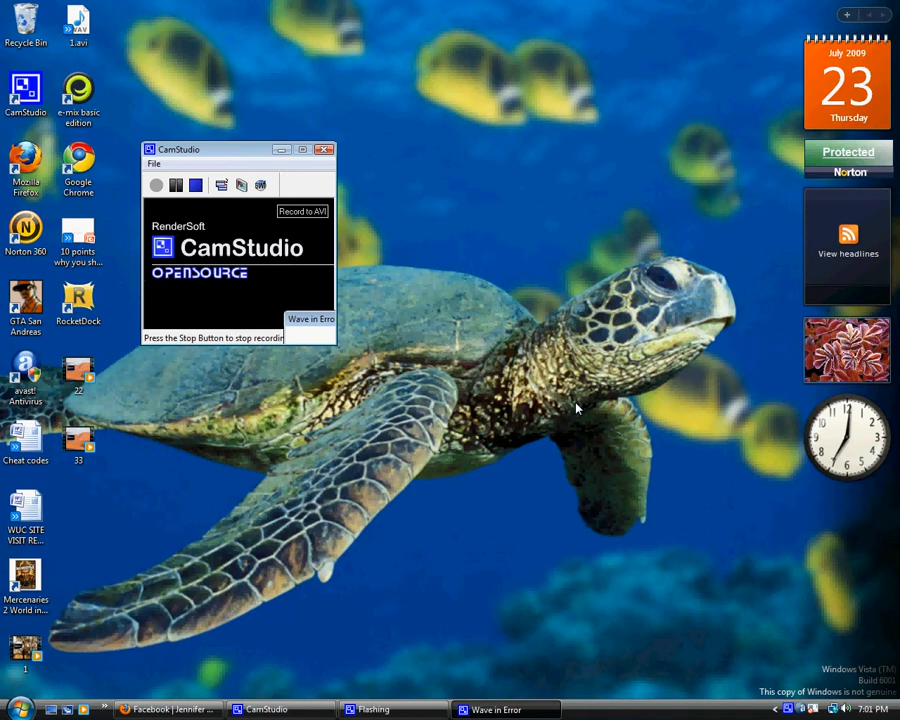 Recycle Bin
1.avi
CamStudio
e-mix basic
edition
Mozilla
Firefox
Google
Chrome
Norton 360
10 points
why you sh...
GTA San
Andreas
RocketDock
avast!
Antivirus
22
Cheat codes
33
WUC SITE
VISIT RE...
Mercenaries
2 World in...
1
CamStudio
File
Record to AVI
RenderSoft
CamStudio
OPENSOURCE
Wave in Erro
Press the Stop Button to stop recordin
July 2009
23
Thursday
Protected
Norton
View headlines
Windows Vista (TM)
Build 6001
This copy of Windows is not genuine
Facebook | Jennifer ...
CamStudio
Flashing
Wave in Error
7:01 PM